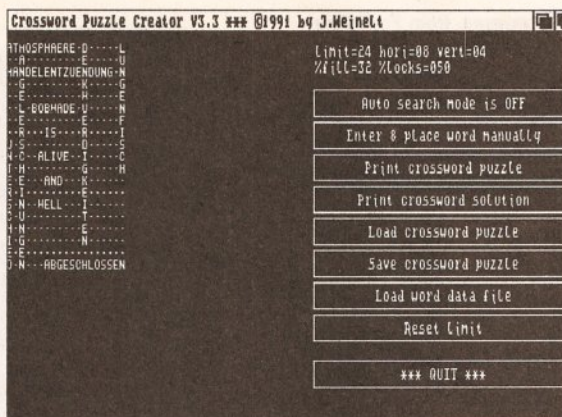 Crossword Puzzle Creator V3.3 *** ©1991 by J.Weinelt
Limit=24 hori=08 vert=04
%fill=32 %locks=050
ATMOSPHAERE·D·····L
MANDELENTZUENDUNG·N
BOBMADE
IS
ALIVE
AND
WELL
ABGESCHLOSSEN
Auto search mode is OFF
Enter 8 place word manually
Print crossword puzzle
Print crossword solution
Load crossword puzzle
Save crossword puzzle
Load word data file
Reset Limit
*** QUIT ***